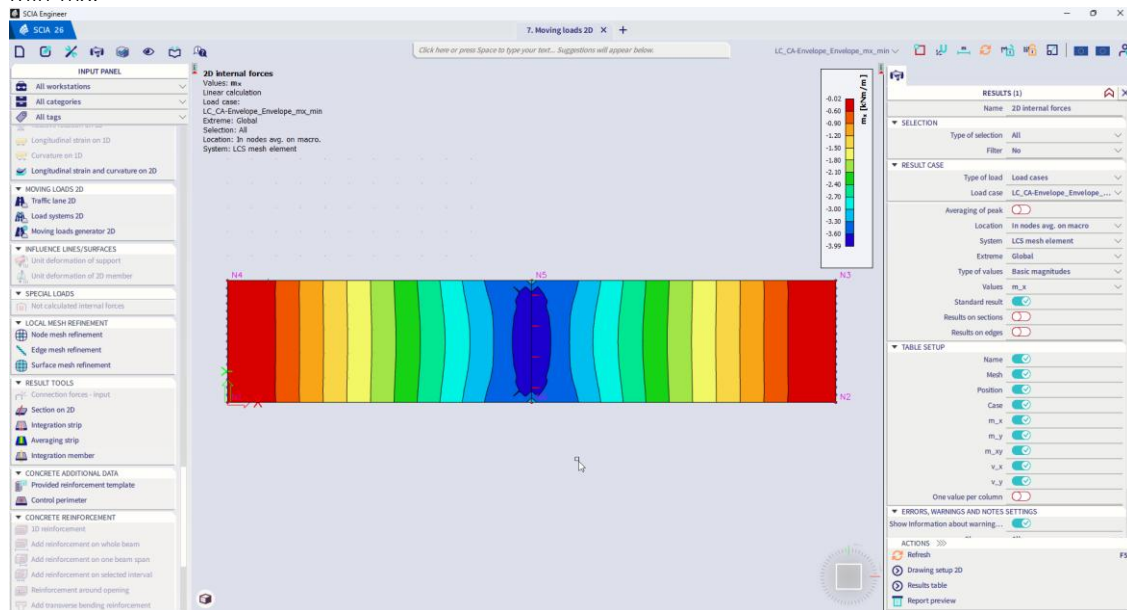 SCIA Engineer
SCIA 26
7. Moving loads 2D
Click here or press Space to type your text... Suggestions will appear below.
LC_CA-Envelope_Envelope_mx_min
INPUT PANEL
All workstations
All categories
All tags
Longitudinal strain on 1D
Curvature on 1D
Longitudinal strain and curvature on 2D
MOVING LOADS 2D
Traffic lane 2D
Load systems 2D
Moving loads generator 2D
INFLUENCE LINES/SURFACES
Unit deformation of support
Unit deformation of 2D member
SPECIAL LOADS
Not calculated internal forces
LOCAL MESH REFINEMENT
Node mesh refinement
Edge mesh refinement
Surface mesh refinement
RESULT TOOLS
Connection forces - input
Section on 2D
Integration strip
Averaging strip
Integration member
CONCRETE ADDITIONAL DATA
Provided reinforcement template
Control perimeter
CONCRETE REINFORCEMENT
1D reinforcement
Add reinforcement on whole beam
Add reinforcement on one beam span
Add reinforcement on selected interval
Reinforcement around opening
Add transverse bending reinforcement
2D internal forces
Values: mx
Linear calculation
Load case:
LC_CA-Envelope_Envelope_mx_min
Extreme: Global
Selection: All
Location: In nodes avg. on macro.
System: LCS mesh element
mx [kNm/m]
-0.02
-0.60
-0.90
-1.20
-1.50
-1.80
-2.10
-2.40
-2.70
-3.00
-3.30
-3.60
-3.99
N4
N5
N3
N2
X
RESULTS (1)
Name 2D internal forces
SELECTION
Type of selection All
Filter No
RESULT CASE
Type of load Load cases
Load case LC_CA-Envelope_Envelope_...
Averaging of peak
Location In nodes avg. on macro
System LCS mesh element
Extreme Global
Type of values Basic magnitudes
Values m_x
Standard result
Results on sections
Results on edges
TABLE SETUP
Name
Mesh
Position
Case
m_x
m_y
m_xy
v_x
v_y
One value per column
ERRORS, WARNINGS AND NOTES SETTINGS
Show information about warning...
ACTIONS >>>
Refresh F5
Drawing setup 2D
Results table
Report preview